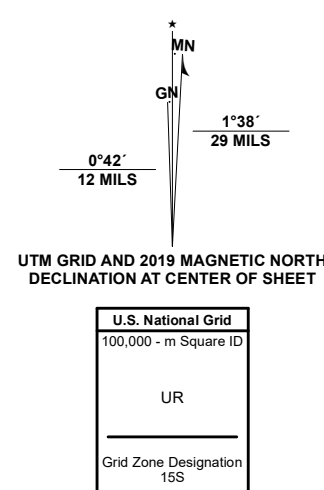 ★
MN
GN
1°38´
29 MILS
0°42´
12 MILS
UTM GRID AND 2019 MAGNETIC NORTH
DECLINATION AT CENTER OF SHEET
U.S. National Grid
100,000 - m Square ID
UR
Grid Zone Designation
15S